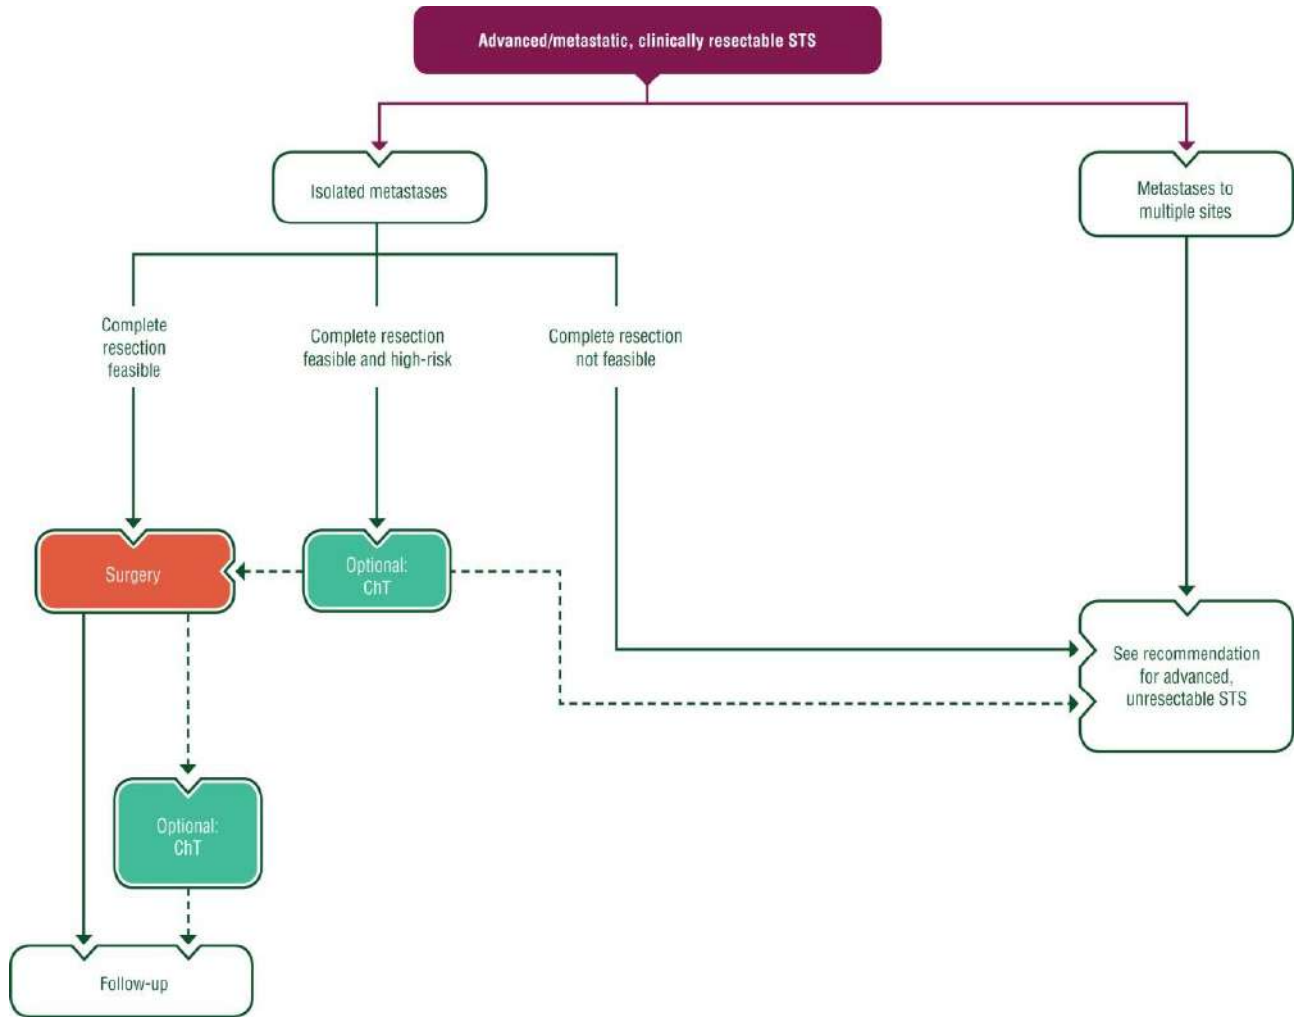 Advanced/metastatic, clinically resectable STS
Isolated metastases
Metastases to
multiple sites
Complete
resection
feasible
Complete resection
feasible and high-risk
Complete resection
not feasible
Surgery
Optional:
ChT
See recommendation
for advanced,
unresectable STS
Optional:
ChT
Follow-up